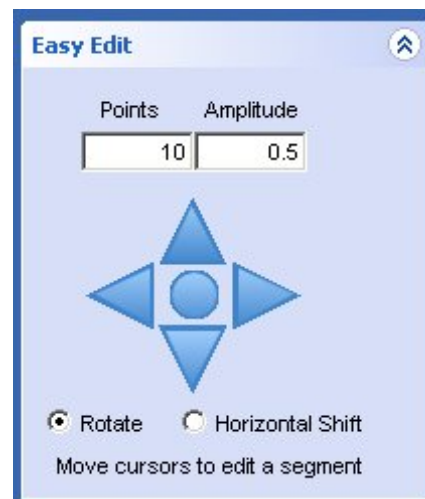 Easy Edit
Points Amplitude
10 0.5
Rotate Horizontal Shift
Move cursors to edit a segment